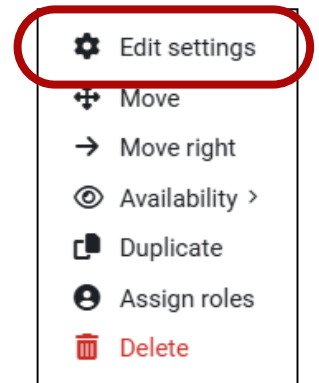 Edit settings
Move
Move right
Availability >
Duplicate
Assign roles
Delete